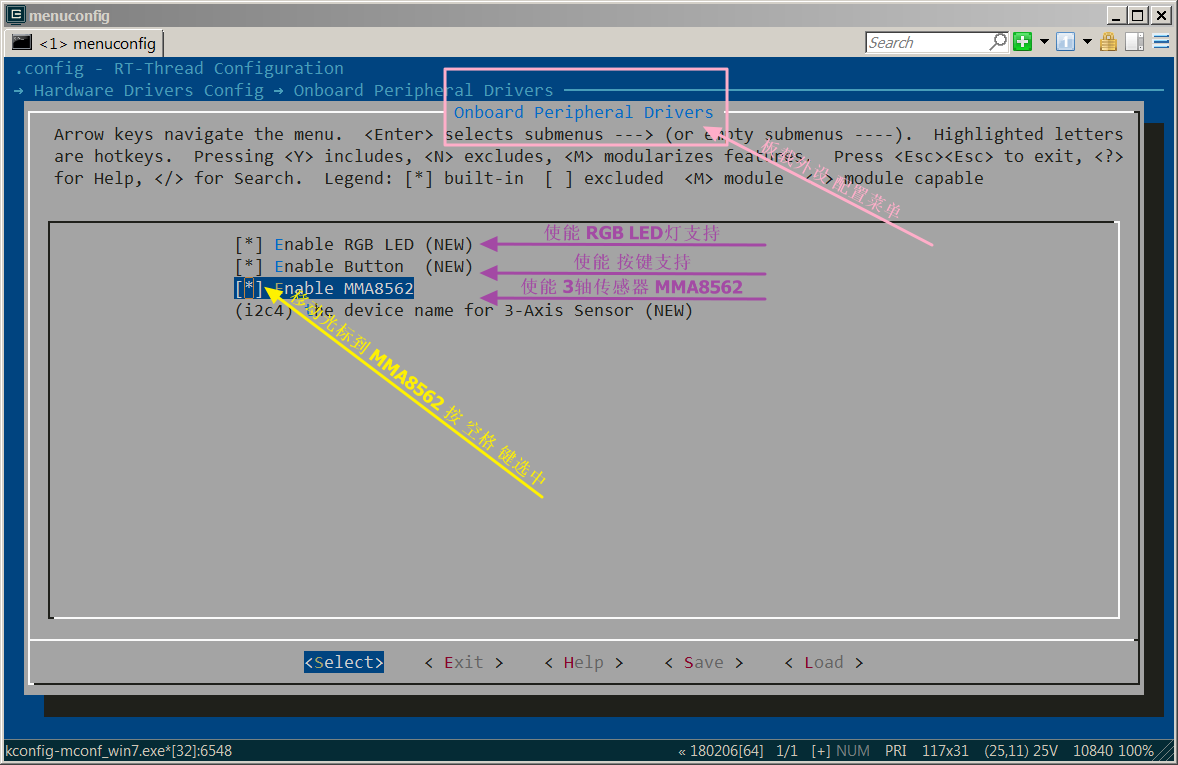 menuconfig
<1> menuconfig
Search
.config - RT-Thread Configuration
→ Hardware Drivers Config → Onboard Peripheral Drivers
Onboard Peripheral Drivers
Arrow keys navigate the menu. <Enter> selects submenus ---> (or empty submenus ----). Highlighted letters
are hotkeys. Pressing <Y> includes, <N> excludes, <M> modularizes features. Press <Esc><Esc> to exit, <?>
for Help, </> for Search. Legend: [*] built-in [ ] excluded <M> module < > module capable
板载外设 配置菜单
[*] Enable RGB LED (NEW)
使能 RGB LED灯支持
[*] Enable Button (NEW)
使能 按键支持
[*] Enable MMA8562
使能 3轴传感器 MMA8562
(i2c4) the device name for 3-Axis Sensor (NEW)
移动光标到 MMA8562 按 空格 键选中
<Select> < Exit > < Help > < Save > < Load >
kconfig-mconf_win7.exe*[32]:6548
« 180206[64] 1/1 [+] NUM PRI 117x31 (25,11) 25V 10840 100%